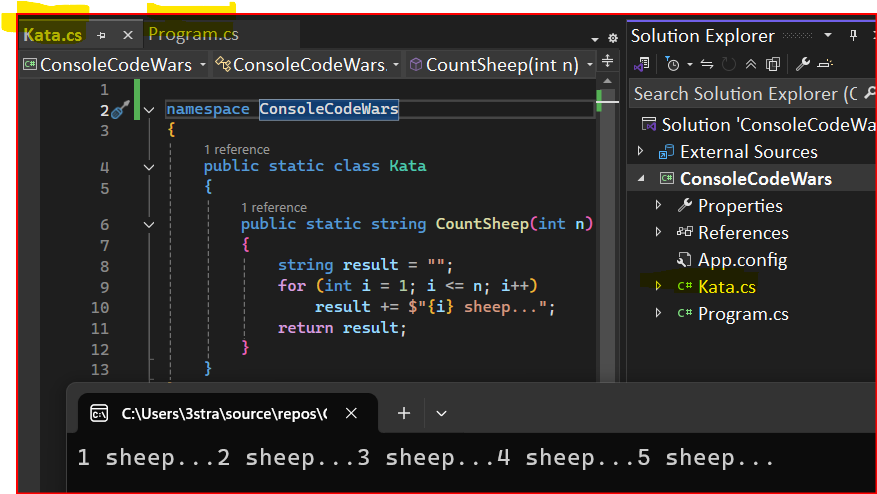 Kata.cs
Program.cs
ConsoleCodeWars
ConsoleCodeWars.
CountSheep(int n)
1
2 namespace ConsoleCodeWars
3 {
1 reference
4 public static class Kata
5 {
1 reference
6 public static string CountSheep(int n)
7 {
8 string result = "";
9 for (int i = 1; i <= n; i++)
10 result += $"{i} sheep...";
11 return result;
12 }
13 }
Solution Explorer
Search Solution Explorer (C
Solution 'ConsoleCodeWa
External Sources
ConsoleCodeWars
Properties
References
App.config
C# Kata.cs
C# Program.cs
C:\Users\3stra\source\repos\C
1 sheep...2 sheep...3 sheep...4 sheep...5 sheep...